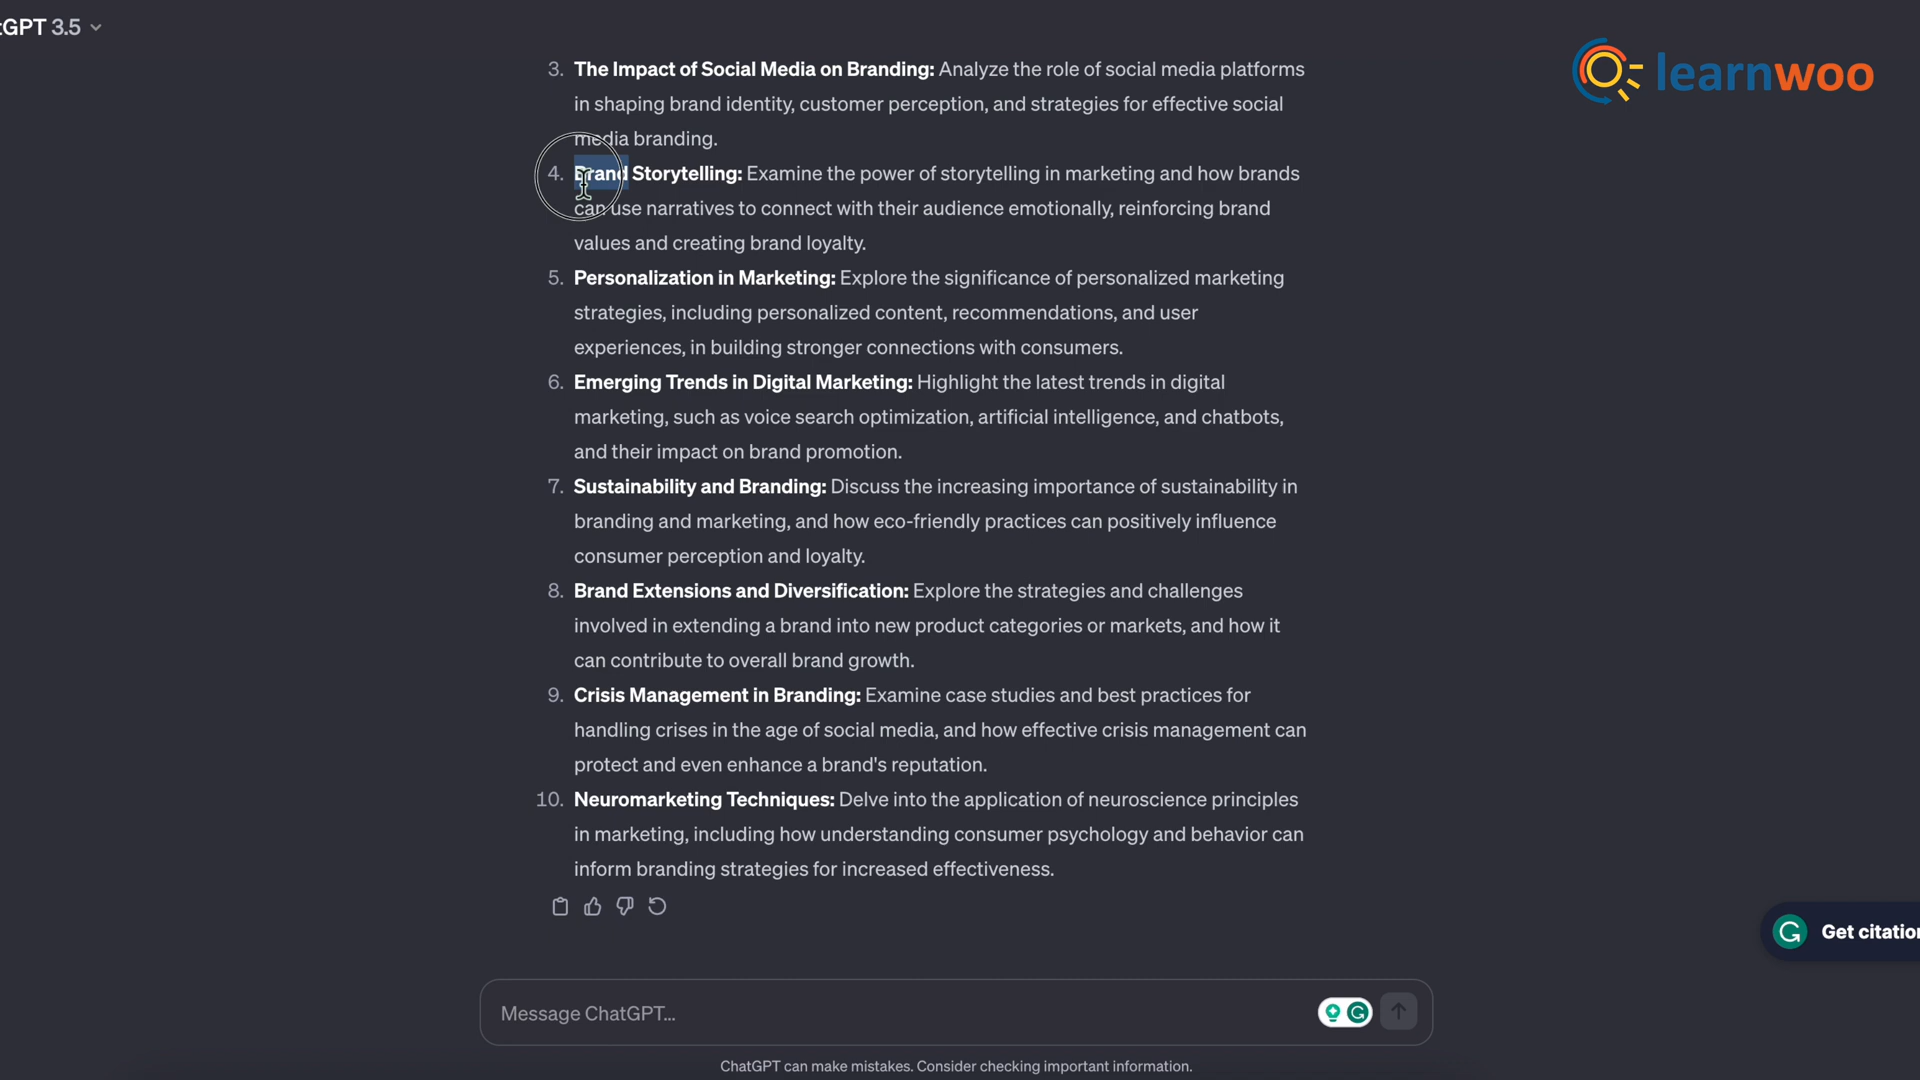 GPT 3.5
learnwoo
3. The Impact of Social Media on Branding: Analyze the role of social media platforms
in shaping brand identity, customer perception, and strategies for effective social
media branding.
4. Brand Storytelling: Examine the power of storytelling in marketing and how brands
can use narratives to connect with their audience emotionally, reinforcing brand
values and creating brand loyalty.
5. Personalization in Marketing: Explore the significance of personalized marketing
strategies, including personalized content, recommendations, and user
experiences, in building stronger connections with consumers.
6. Emerging Trends in Digital Marketing: Highlight the latest trends in digital
marketing, such as voice search optimization, artificial intelligence, and chatbots,
and their impact on brand promotion.
7. Sustainability and Branding: Discuss the increasing importance of sustainability in
branding and marketing, and how eco-friendly practices can positively influence
consumer perception and loyalty.
8. Brand Extensions and Diversification: Explore the strategies and challenges
involved in extending a brand into new product categories or markets, and how it
can contribute to overall brand growth.
9. Crisis Management in Branding: Examine case studies and best practices for
handling crises in the age of social media, and how effective crisis management can
protect and even enhance a brand's reputation.
10. Neuromarketing Techniques: Delve into the application of neuroscience principles
in marketing, including how understanding consumer psychology and behavior can
inform branding strategies for increased effectiveness.
Get citation
Message ChatGPT...
ChatGPT can make mistakes. Consider checking important information.